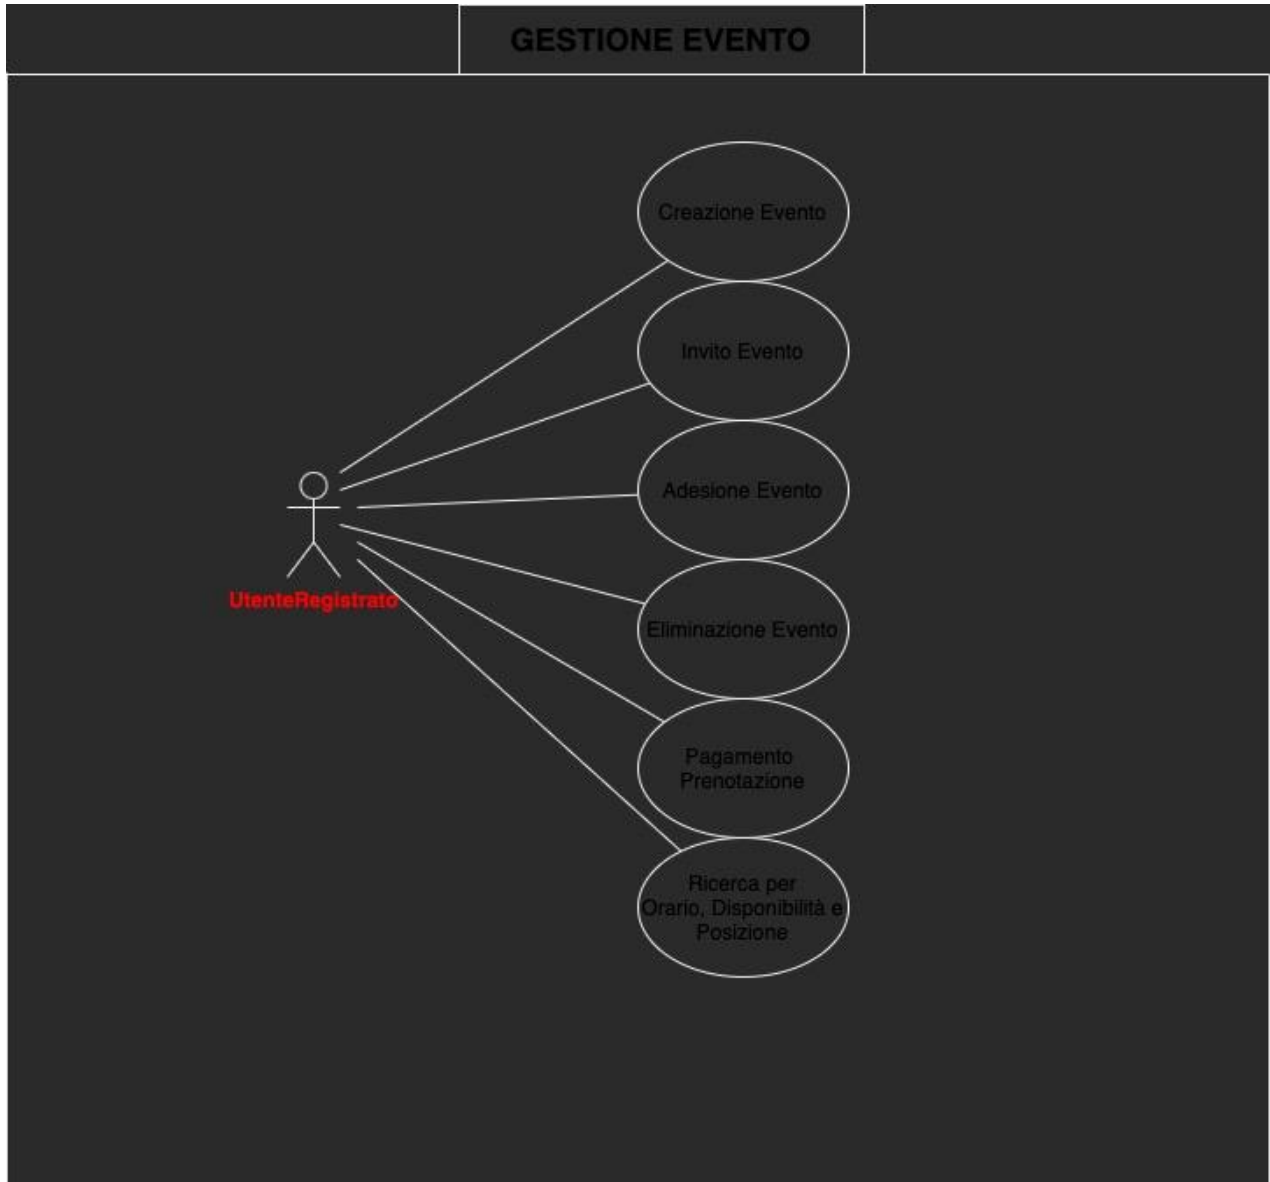 GESTIONE EVENTO
Creazione Evento
Invito Evento
Adesione Evento
UtenteRegistrato
Eliminazione Evento
Pagamento
Prenotazione
Ricerca per
Orario, Disponibilità e
Posizione